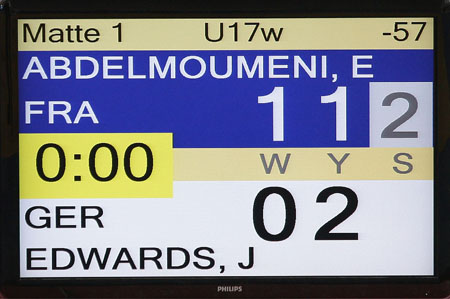 Matte 1 U17w -57
ABDELMOUMENI, E
FRA 1 1 2
0:00 W Y S
GER 0 2
EDWARDS, J
PHILIPS